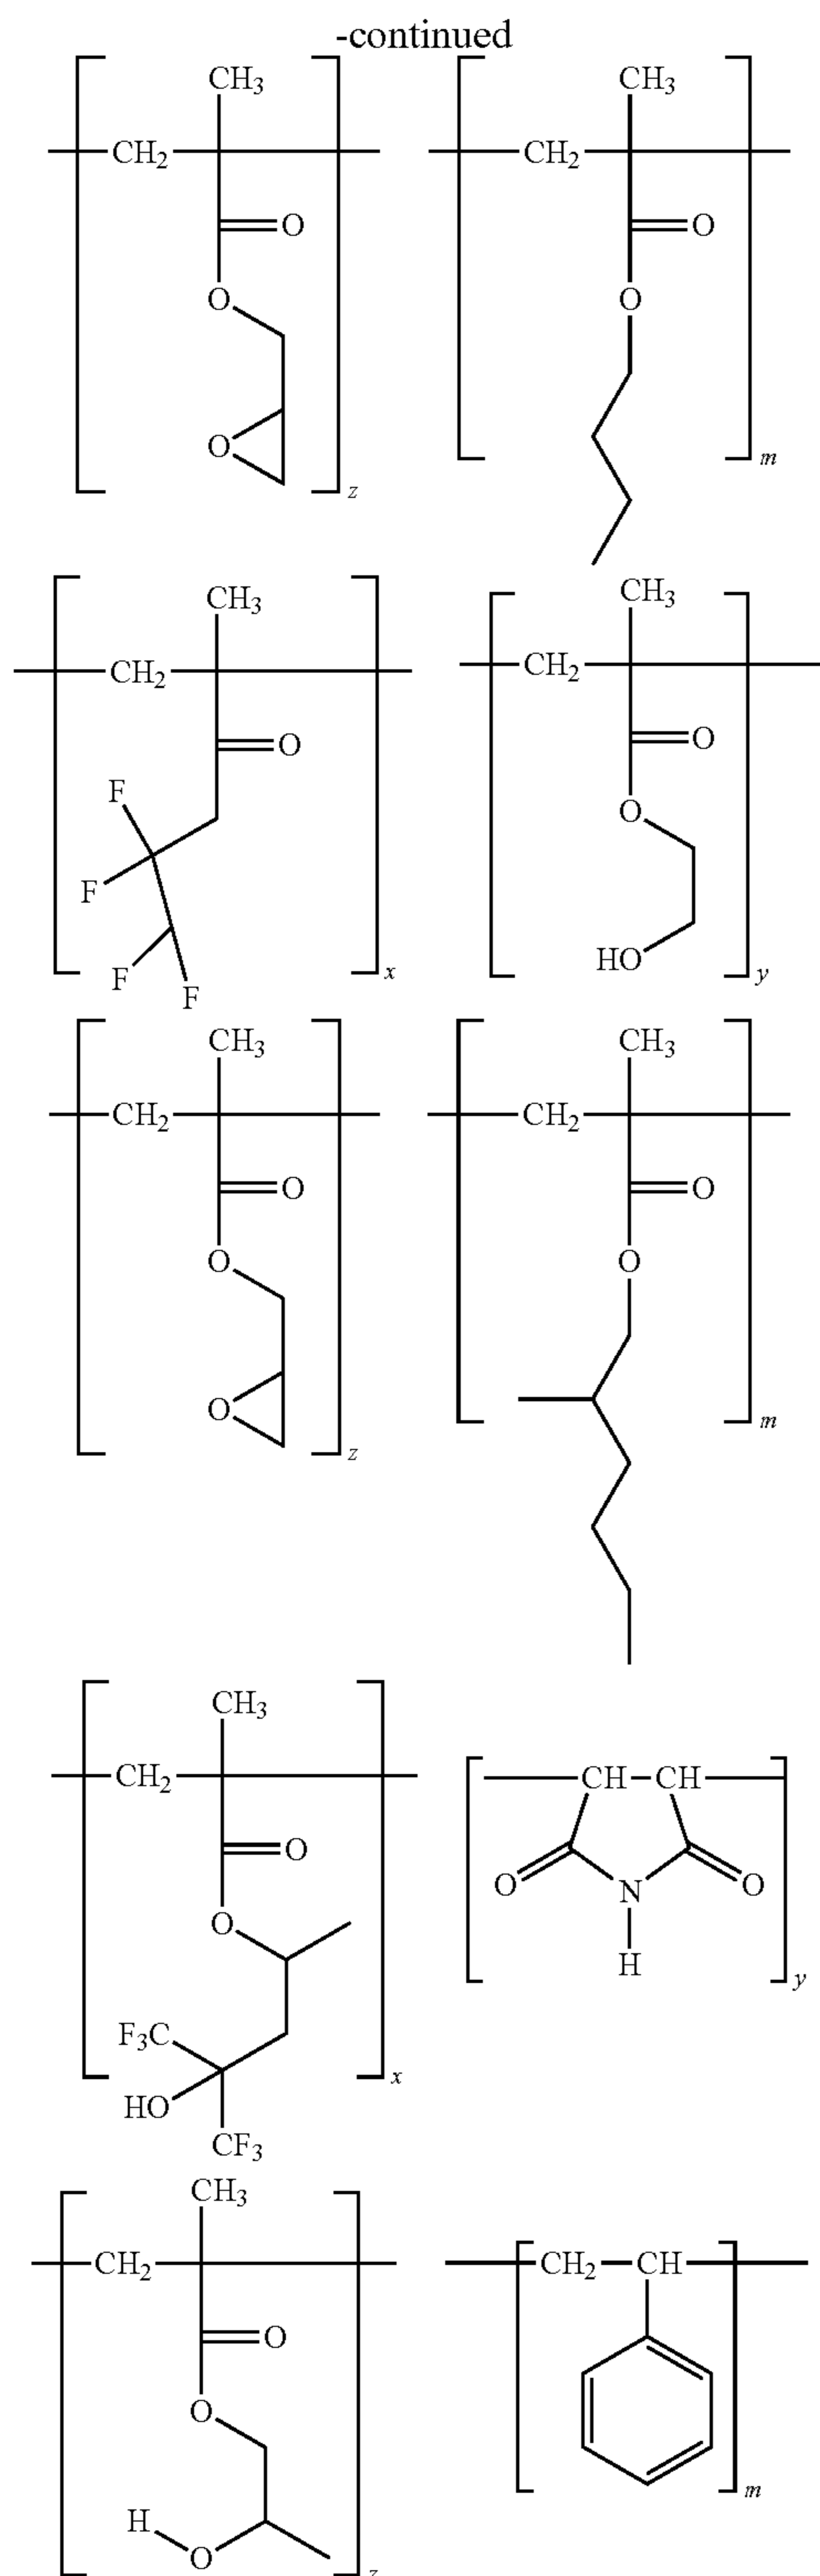 -continued
CH3 CH3
CH2 CH2
O O
O O
O
z m
CH3 CH3
CH2 CH2
O O
F O
F
HO
F F x y
CH3 CH3
CH2 CH2
O O
O O
O
z m
CH3
CH2 CH CH
O
O O N O
H
F3C
HO
CF3
x y
CH3
CH2 CH2 CH
O
O
H
O
z m